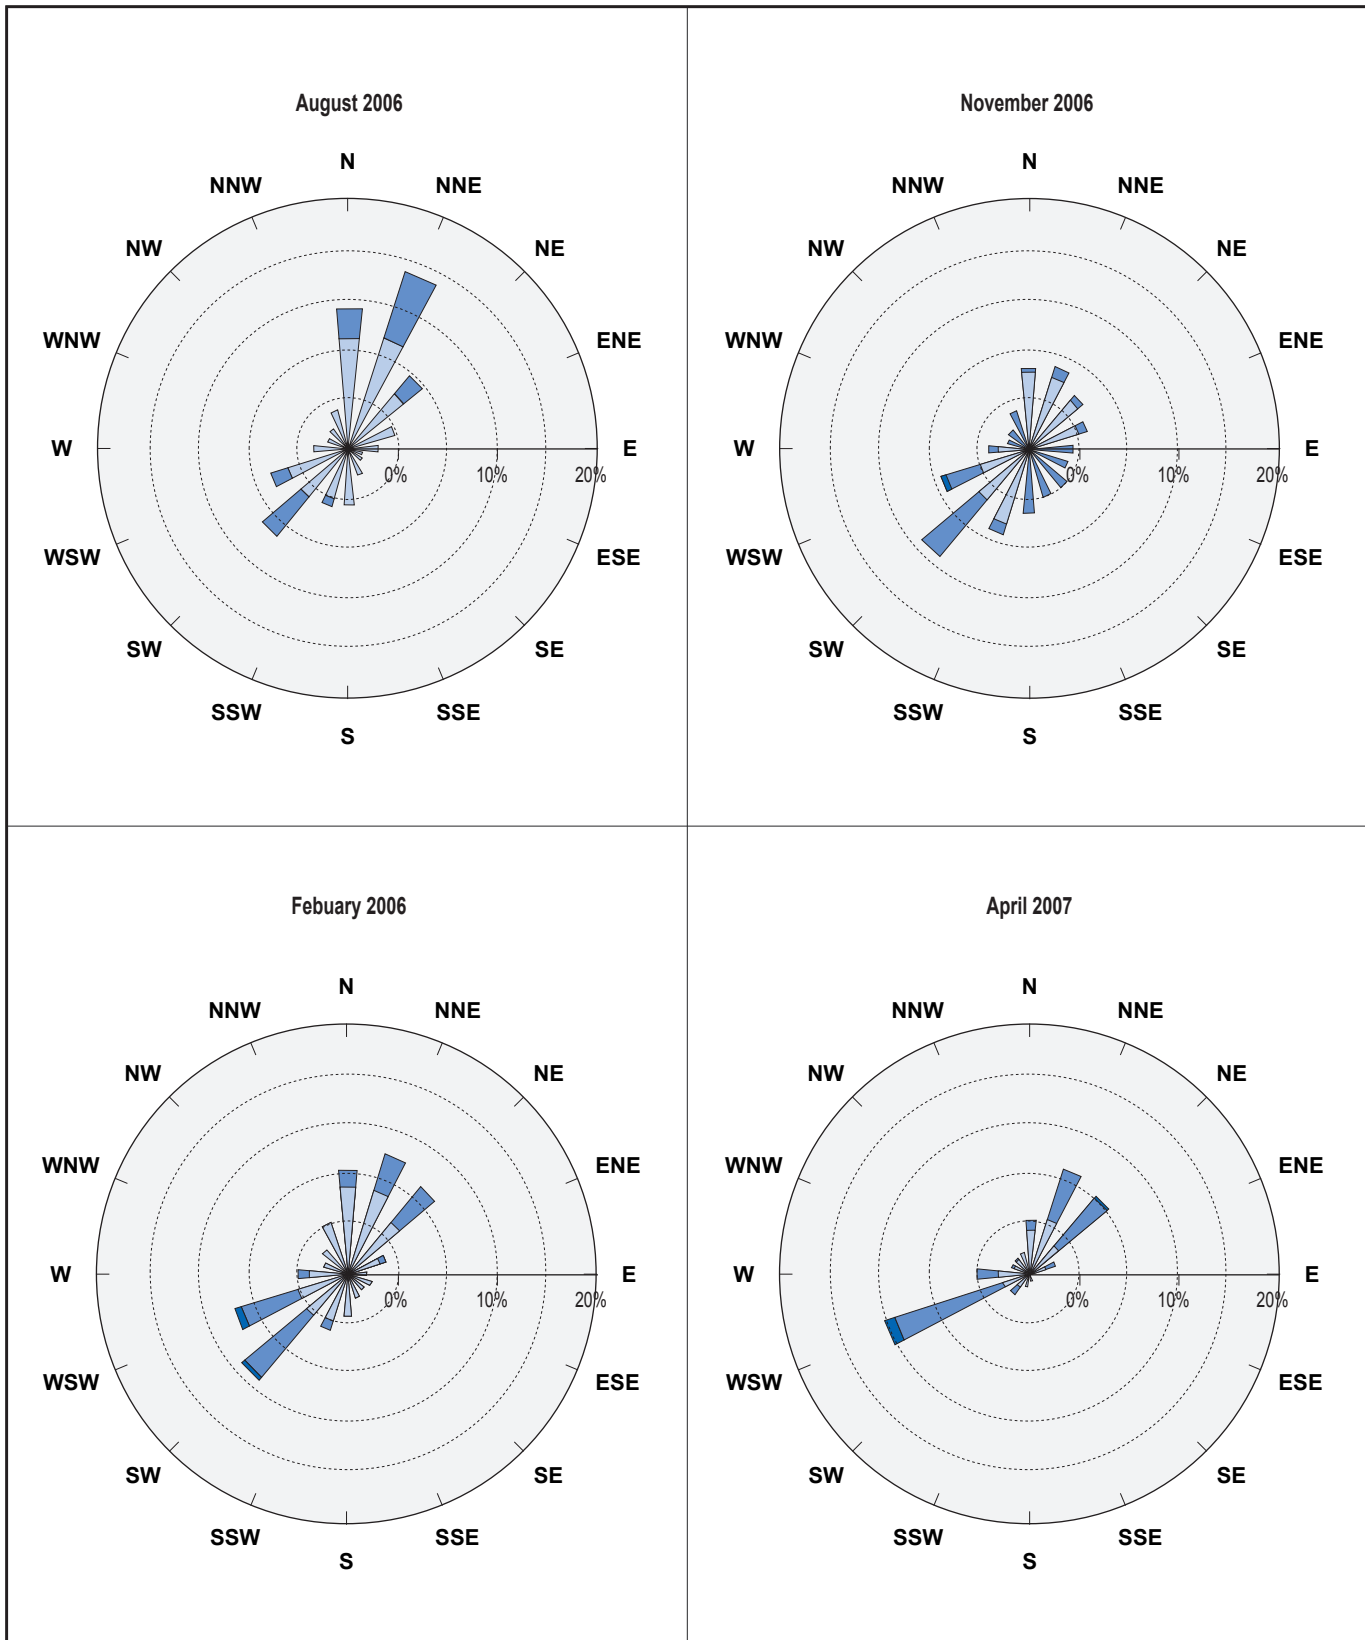 August 2006
N
NNW NNE
NW NE
WNW ENE
W E
0% 10% 20%
WSW ESE
SW SE
SSW SSE
S
November 2006
N
NNW NNE
NW NE
WNW ENE
W E
0% 10% 20%
WSW ESE
SW SE
SSW SSE
S
Febuary 2006
N
NNW NNE
NW NE
WNW ENE
W E
0% 10% 20%
WSW ESE
SW SE
SSW SSE
S
April 2007
N
NNW NNE
NW NE
WNW ENE
W E
0% 10% 20%
WSW ESE
SW SE
SSW SSE
S